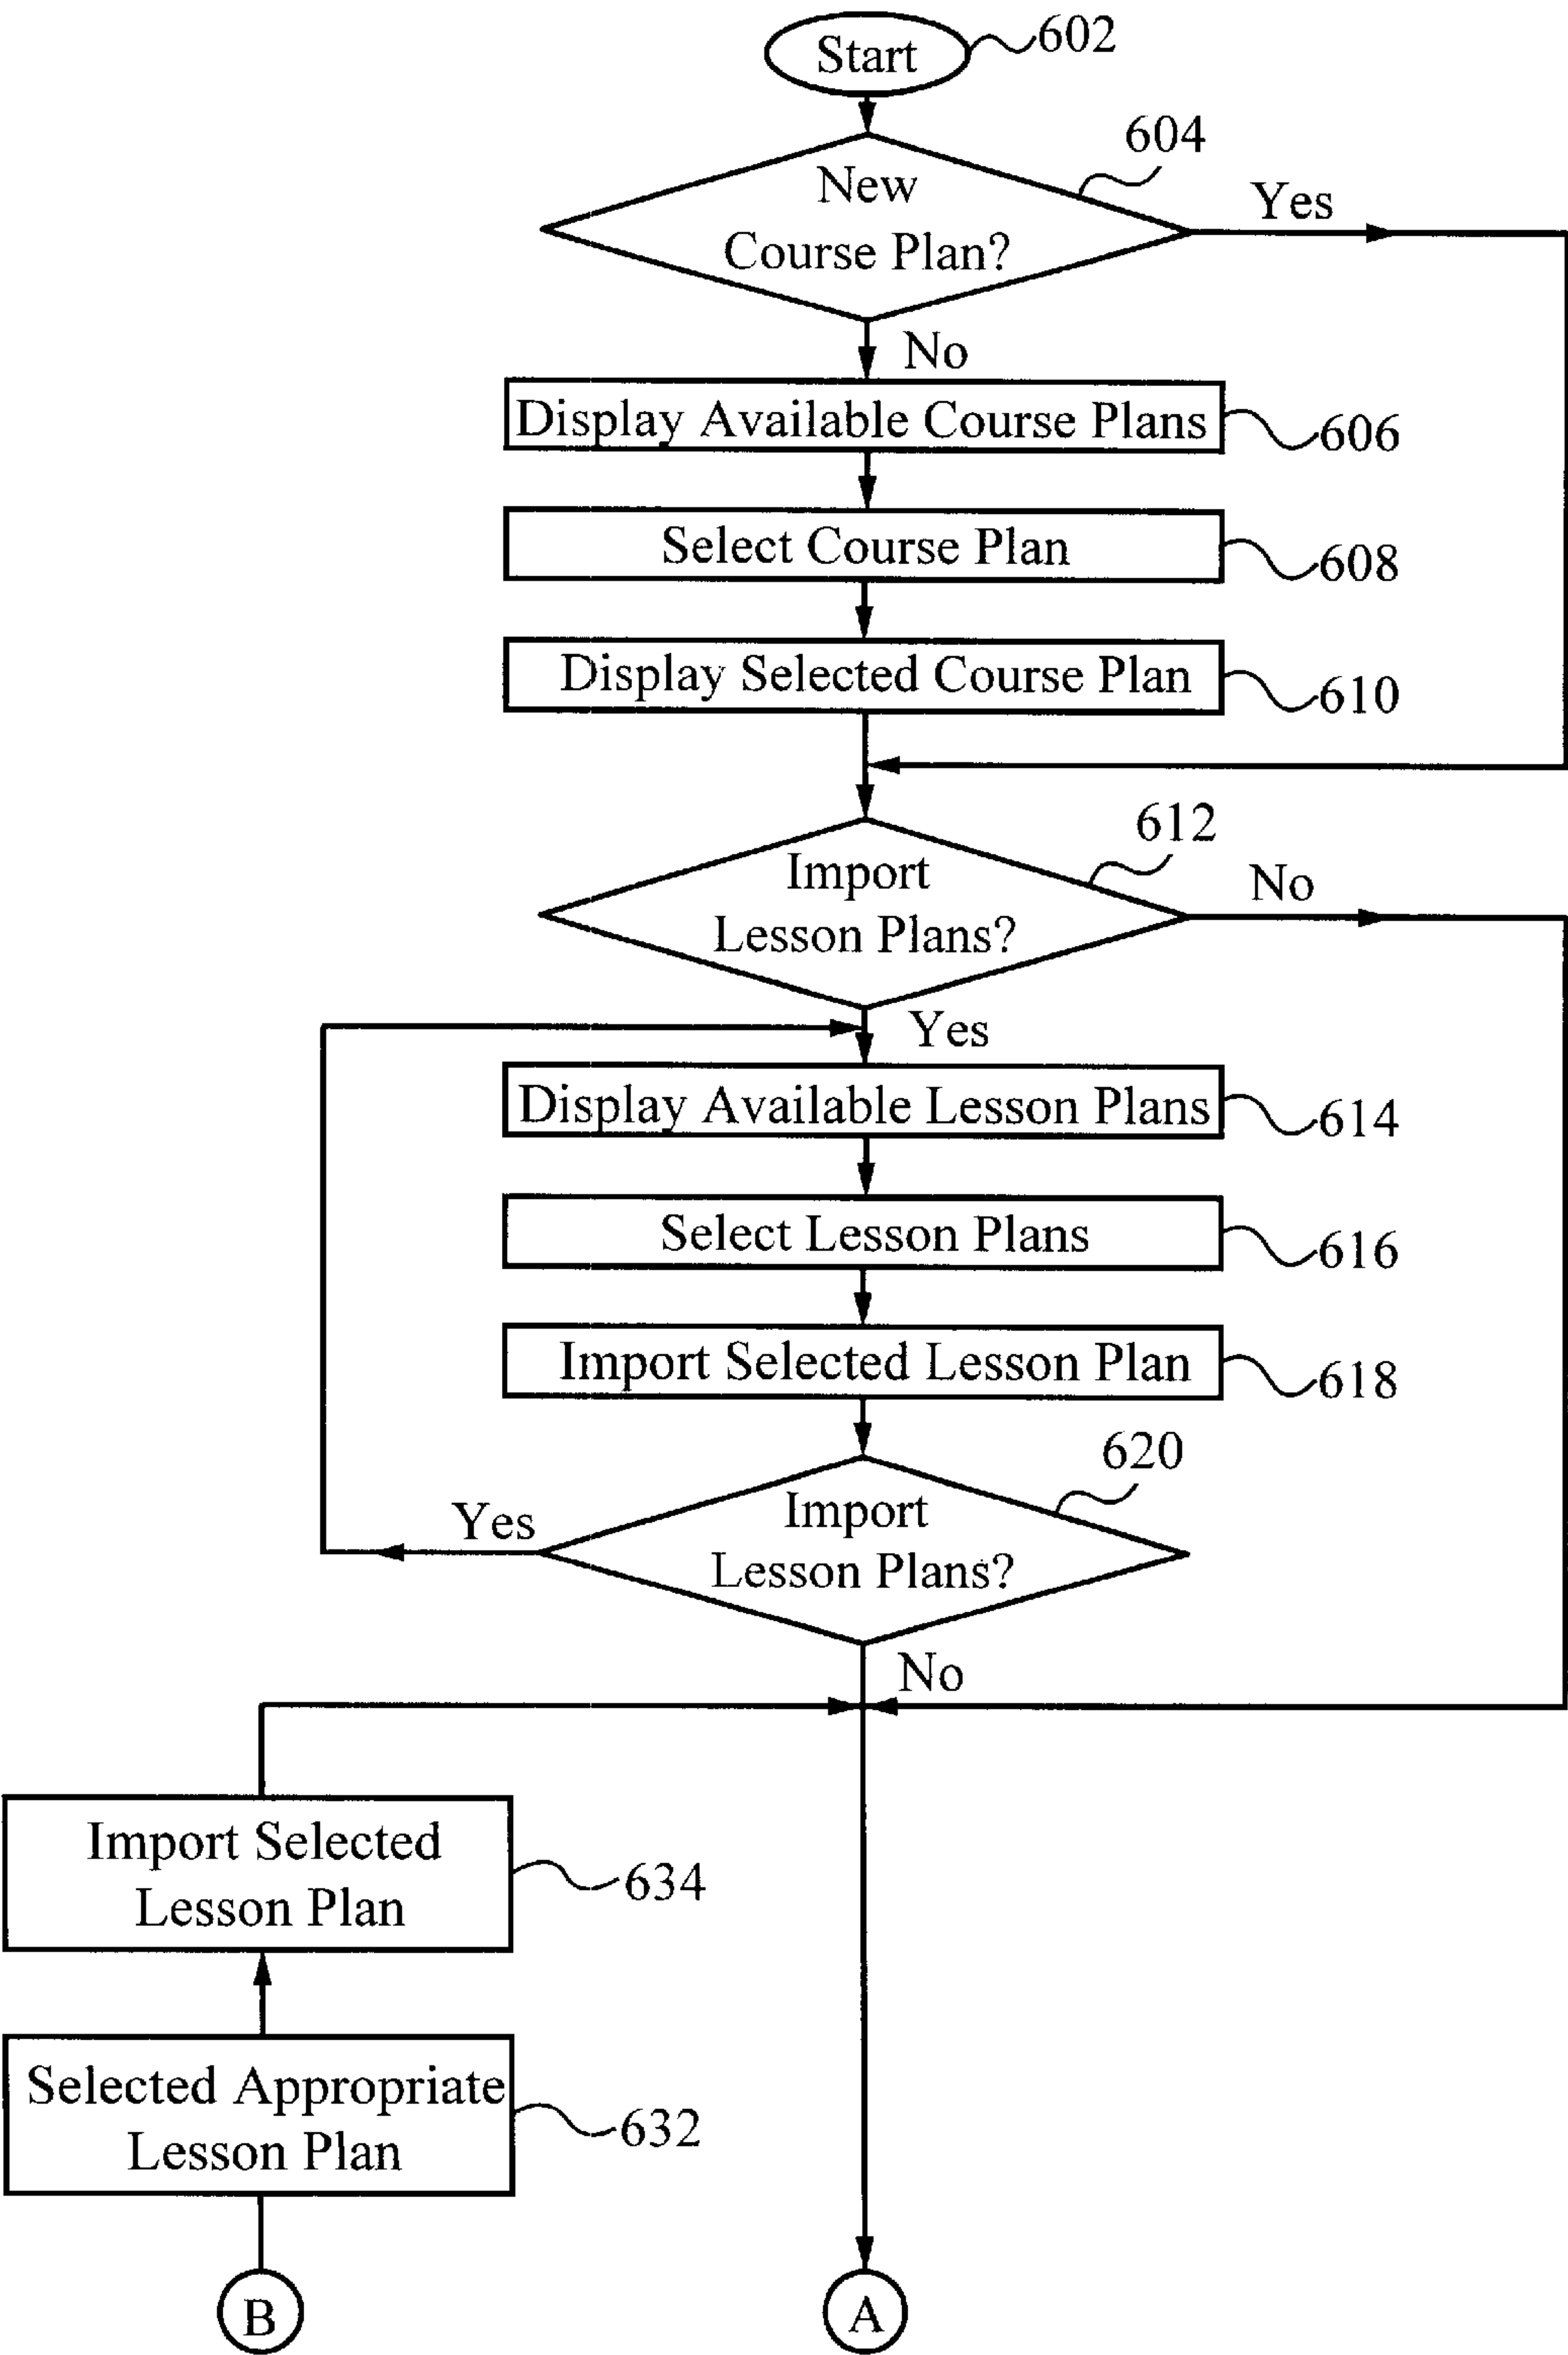 Start
602
604
New
Course Plan?
Yes
No
Display Available Course Plans
606
Select Course Plan
608
Display Selected Course Plan
610
612
Import
Lesson Plans?
No
Yes
Display Available Lesson Plans
614
Select Lesson Plans
616
Import Selected Lesson Plan
618
620
Import
Lesson Plans?
Yes
No
Import Selected
Lesson Plan
634
Selected Appropriate
Lesson Plan
632
B
A